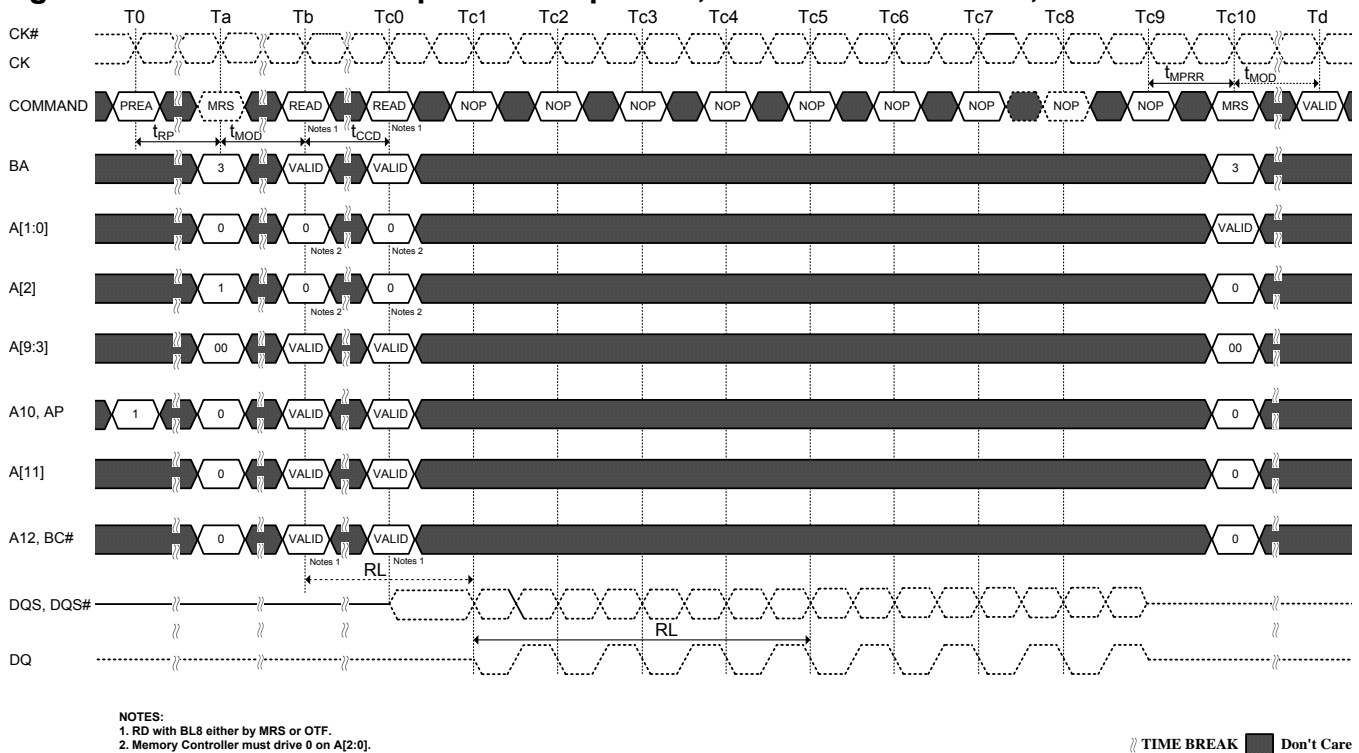 T0 Ta Tb Tc0 Tc1 Tc2 Tc3 Tc4 Tc5 Tc6 Tc7 Tc8 Tc9 Tc10 Td
CK#
CK
tMPRR tMOD
COMMAND PREA MRS READ READ NOP NOP NOP NOP NOP NOP NOP NOP NOP MRS VALID
Notes 1 Notes 1
tRP tMOD tCCD
BA 3 VALID VALID 3
A[1:0] 0 0 0 VALID
Notes 2 Notes 2
A[2] 1 0 0 0
Notes 2 Notes 2
A[9:3] 00 VALID VALID 00
A10, AP 1 0 VALID VALID 0
A[11] 0 VALID VALID 0
A12, BC# 0 VALID VALID 0
Notes 1 Notes 1
RL
DQS, DQS#
RL
DQ
NOTES:
1. RD with BL8 either by MRS or OTF.
2. Memory Controller must drive 0 on A[2:0].
TIME BREAK Don't Care